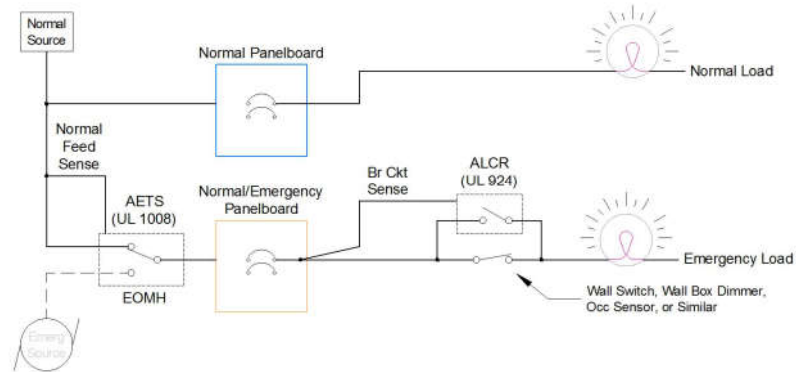 Normal
Source
Normal Panelboard
Normal Load
Normal
Feed
Sense
AETS
(UL 1008)
Normal/Emergency
Panelboard
Br Ckt
Sense
ALCR
(UL 924)
Emergency Load
EOMH
Wall Switch, Wall Box Dimmer,
Occ Sensor, or Similar
Emerg
Source